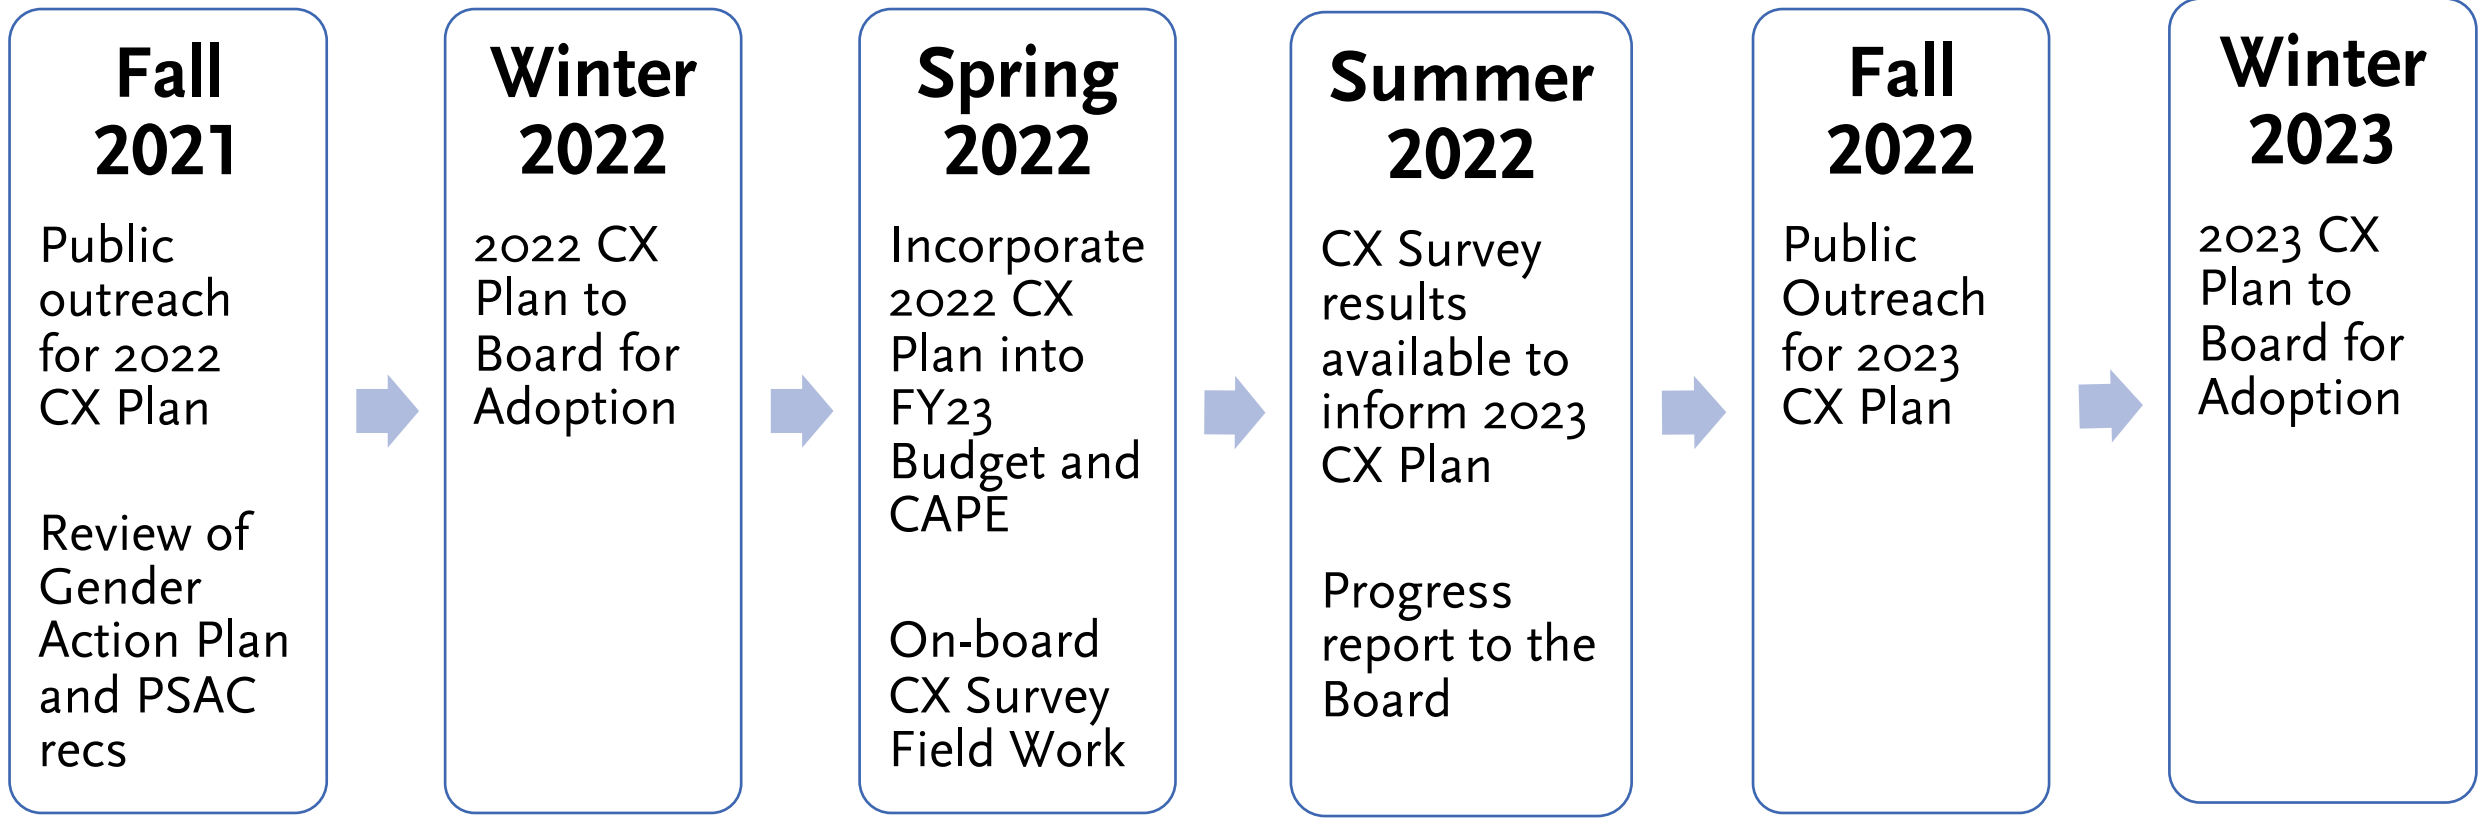 Fall
2021
Public
outreach
for 2022
CX Plan
Review of
Gender
Action Plan
and PSAC
recs
Winter
2022
2022 CX
Plan to
Board for
Adoption
Spring
2022
Incorporate
2022 CX
Plan into
FY23
Budget and
CAPE
On-board
CX Survey
Field Work
Summer
2022
CX Survey
results
available to
inform 2023
CX Plan
Progress
report to the
Board
Fall
2022
Public
Outreach
for 2023
CX Plan
Winter
2023
2023 CX
Plan to
Board for
Adoption